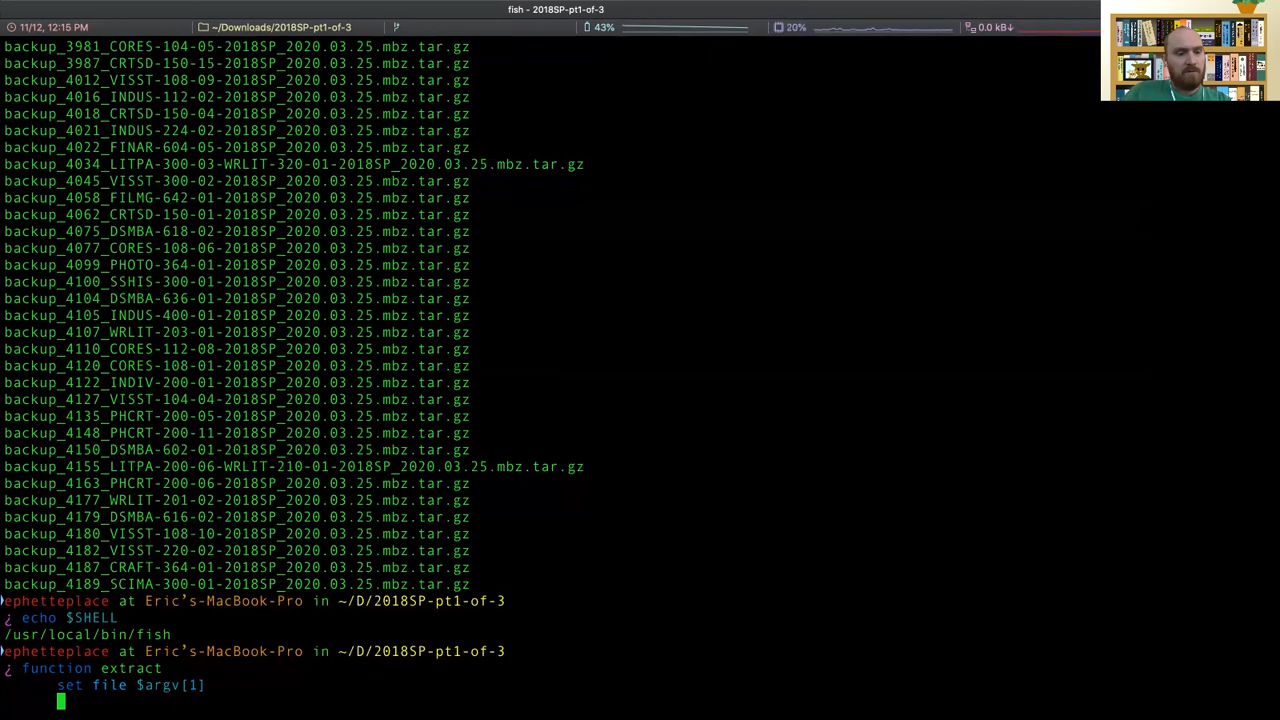 fish - 2018SP-pt1-of-3
11/12, 12:15 PM ~/Downloads/2018SP-pt1-of-3 43% 20% 0.0 kB↓
backup_3981_CORES-104-05-2018SP_2020.03.25.mbz.tar.gz
backup_3987_CRTSD-150-15-2018SP_2020.03.25.mbz.tar.gz
backup_4012_VISST-108-09-2018SP_2020.03.25.mbz.tar.gz
backup_4016_INDUS-112-02-2018SP_2020.03.25.mbz.tar.gz
backup_4018_CRTSD-150-04-2018SP_2020.03.25.mbz.tar.gz
backup_4021_INDUS-224-02-2018SP_2020.03.25.mbz.tar.gz
backup_4022_FINAR-604-05-2018SP_2020.03.25.mbz.tar.gz
backup_4034_LITPA-300-03-WRLIT-320-01-2018SP_2020.03.25.mbz.tar.gz
backup_4045_VISST-300-02-2018SP_2020.03.25.mbz.tar.gz
backup_4058_FILMG-642-01-2018SP_2020.03.25.mbz.tar.gz
backup_4062_CRTSD-150-01-2018SP_2020.03.25.mbz.tar.gz
backup_4075_DSMBA-618-02-2018SP_2020.03.25.mbz.tar.gz
backup_4077_CORES-108-06-2018SP_2020.03.25.mbz.tar.gz
backup_4099_PHOTO-364-01-2018SP_2020.03.25.mbz.tar.gz
backup_4100_SSHIS-300-01-2018SP_2020.03.25.mbz.tar.gz
backup_4104_DSMBA-636-01-2018SP_2020.03.25.mbz.tar.gz
backup_4105_INDUS-400-01-2018SP_2020.03.25.mbz.tar.gz
backup_4107_WRLIT-203-01-2018SP_2020.03.25.mbz.tar.gz
backup_4110_CORES-112-08-2018SP_2020.03.25.mbz.tar.gz
backup_4120_CORES-108-01-2018SP_2020.03.25.mbz.tar.gz
backup_4122_INDIV-200-01-2018SP_2020.03.25.mbz.tar.gz
backup_4127_VISST-104-04-2018SP_2020.03.25.mbz.tar.gz
backup_4135_PHCRT-200-05-2018SP_2020.03.25.mbz.tar.gz
backup_4148_PHCRT-200-11-2018SP_2020.03.25.mbz.tar.gz
backup_4150_DSMBA-602-01-2018SP_2020.03.25.mbz.tar.gz
backup_4155_LITPA-200-06-WRLIT-210-01-2018SP_2020.03.25.mbz.tar.gz
backup_4163_PHCRT-200-06-2018SP_2020.03.25.mbz.tar.gz
backup_4177_WRLIT-201-02-2018SP_2020.03.25.mbz.tar.gz
backup_4179_DSMBA-616-02-2018SP_2020.03.25.mbz.tar.gz
backup_4180_VISST-108-10-2018SP_2020.03.25.mbz.tar.gz
backup_4182_VISST-220-02-2018SP_2020.03.25.mbz.tar.gz
backup_4187_CRAFT-364-01-2018SP_2020.03.25.mbz.tar.gz
backup_4189_SCIMA-300-01-2018SP_2020.03.25.mbz.tar.gz
ephetteplace at Eric's-MacBook-Pro in ~/D/2018SP-pt1-of-3
¿ echo $SHELL
/usr/local/bin/fish
ephetteplace at Eric's-MacBook-Pro in ~/D/2018SP-pt1-of-3
¿ function extract
set file $argv[1]